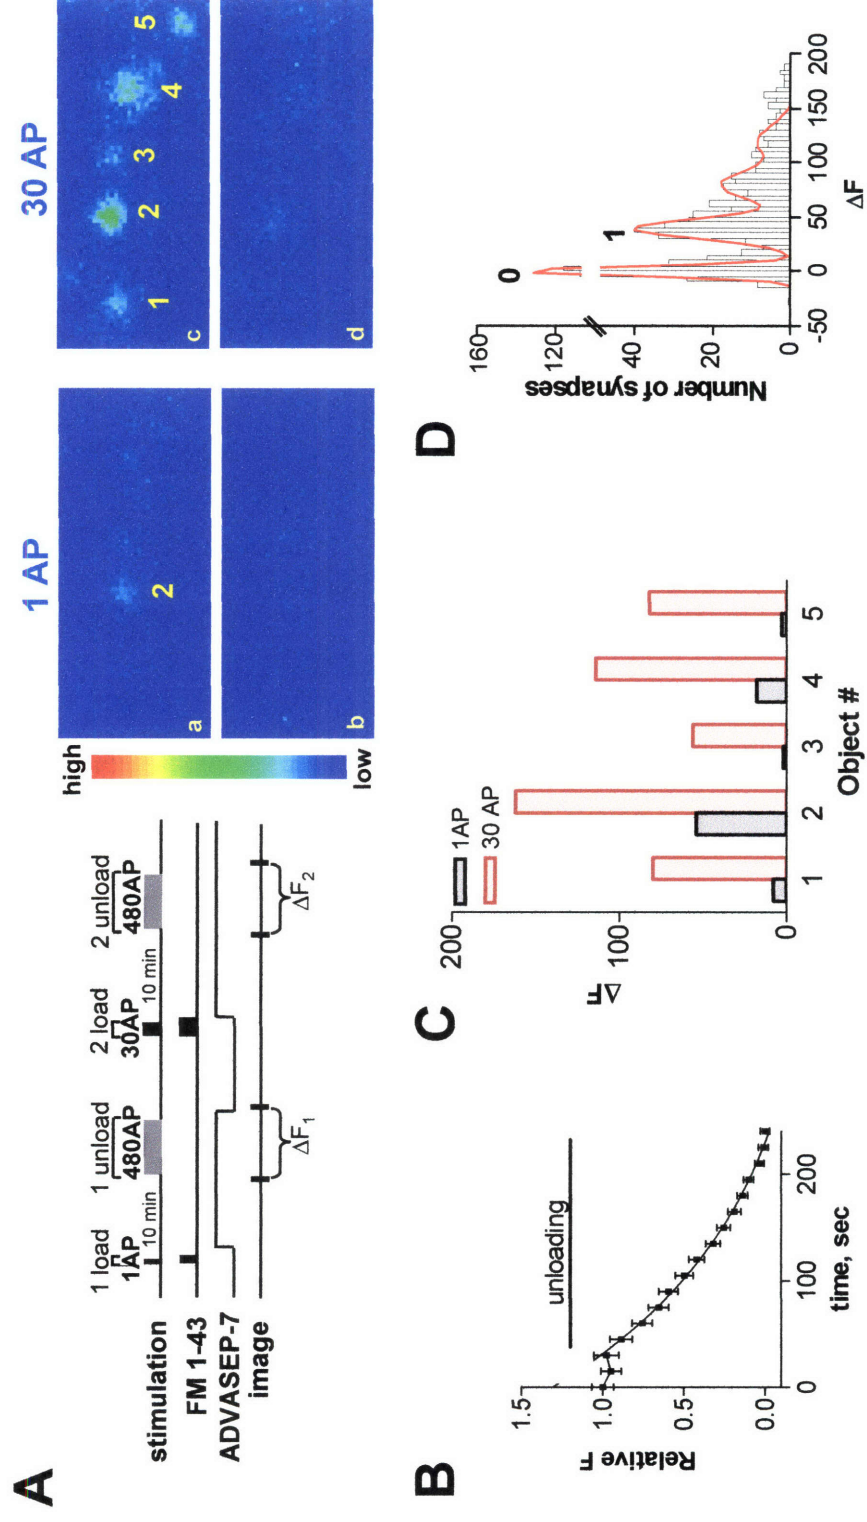 A
1 load
1 unload
2 load
2 unload
1AP
480AP
30AP
480AP
10 min
10 min
stimulation
FM 1-43
ADVASEP-7
image
ΔF1
ΔF2
high
low
1 AP
30 AP
2
a
b
1
2
3
4
5
c
d
B
Relative F
1.5
1.0
0.5
0.0
unloading
0
100
200
time, sec
C
ΔF
200
100
0
1AP
30 AP
1
2
3
4
5
Object #
D
Number of synapses
160
120
40
20
0
0
1
-50
0
50
100
150
200
ΔF